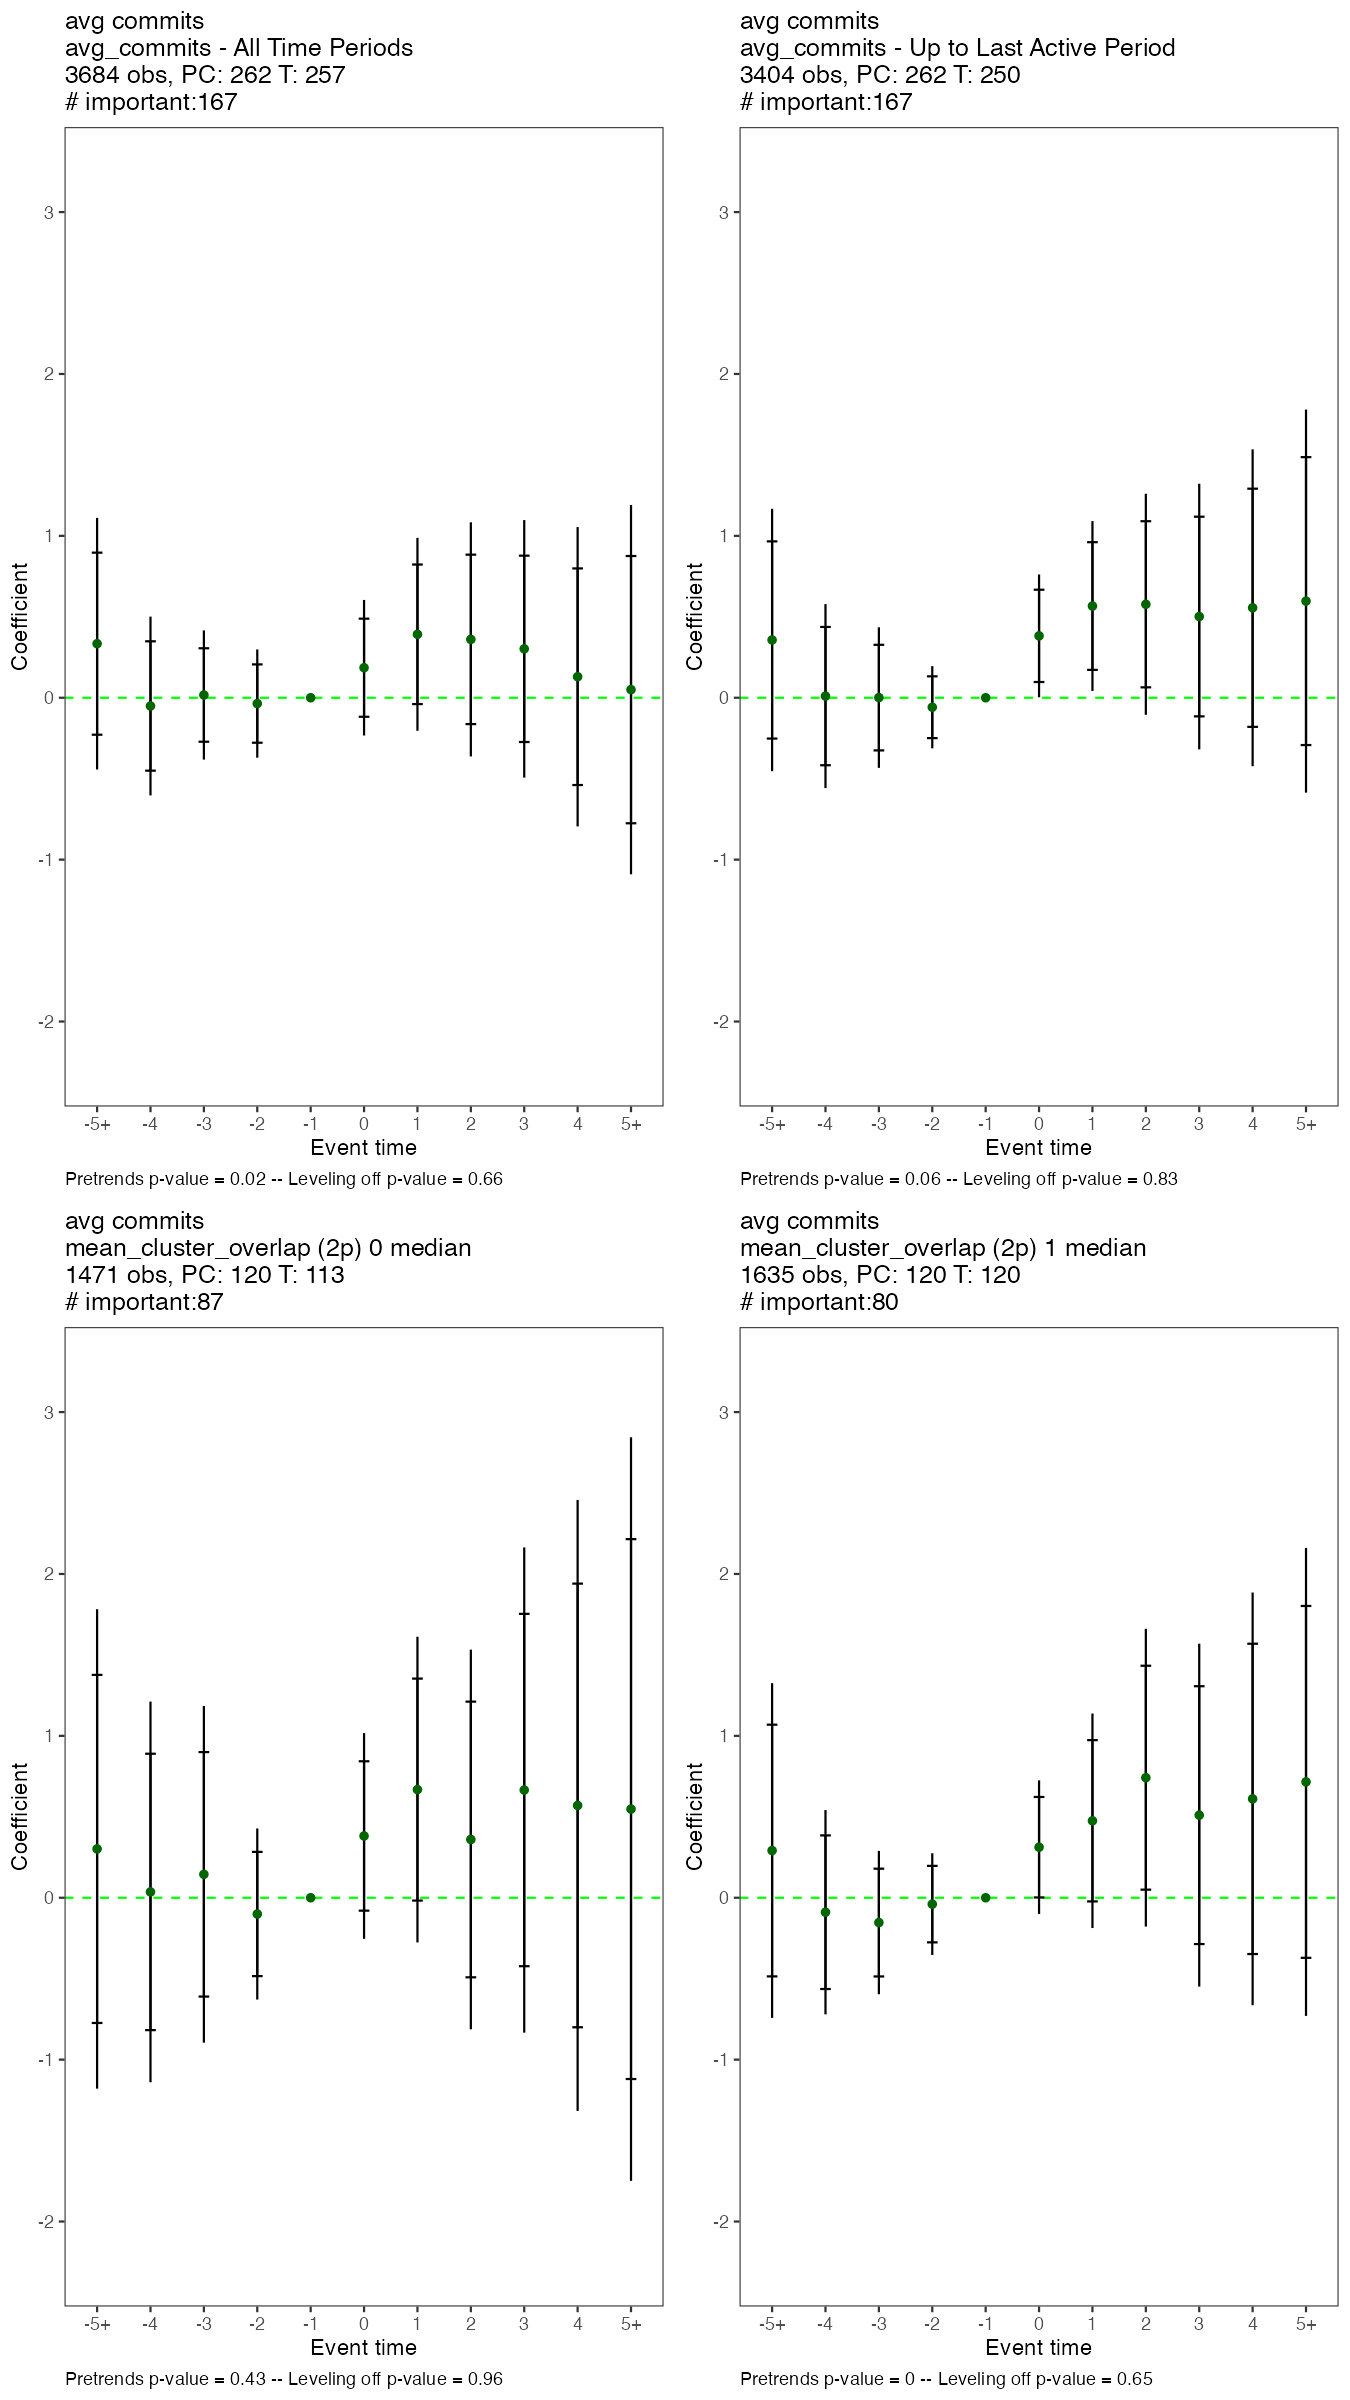 avg commits
avg_commits - All Time Periods
3684 obs, PC: 262 T: 257
# important:167
3
2
1
0
-1
-2
Coefficient
-5+ -4 -3 -2 -1 0 1 2 3 4 5+
Event time
Pretrends p-value = 0.02 -- Leveling off p-value = 0.66
avg commits
avg_commits - Up to Last Active Period
3404 obs, PC: 262 T: 250
# important:167
3
2
1
0
-1
-2
Coefficient
-5+ -4 -3 -2 -1 0 1 2 3 4 5+
Event time
Pretrends p-value = 0.06 -- Leveling off p-value = 0.83
avg commits
mean_cluster_overlap (2p) 0 median
1471 obs, PC: 120 T: 113
# important:87
3
2
1
0
-1
-2
Coefficient
-5+ -4 -3 -2 -1 0 1 2 3 4 5+
Event time
Pretrends p-value = 0.43 -- Leveling off p-value = 0.96
avg commits
mean_cluster_overlap (2p) 1 median
1635 obs, PC: 120 T: 120
# important:80
3
2
1
0
-1
-2
Coefficient
-5+ -4 -3 -2 -1 0 1 2 3 4 5+
Event time
Pretrends p-value = 0 -- Leveling off p-value = 0.65